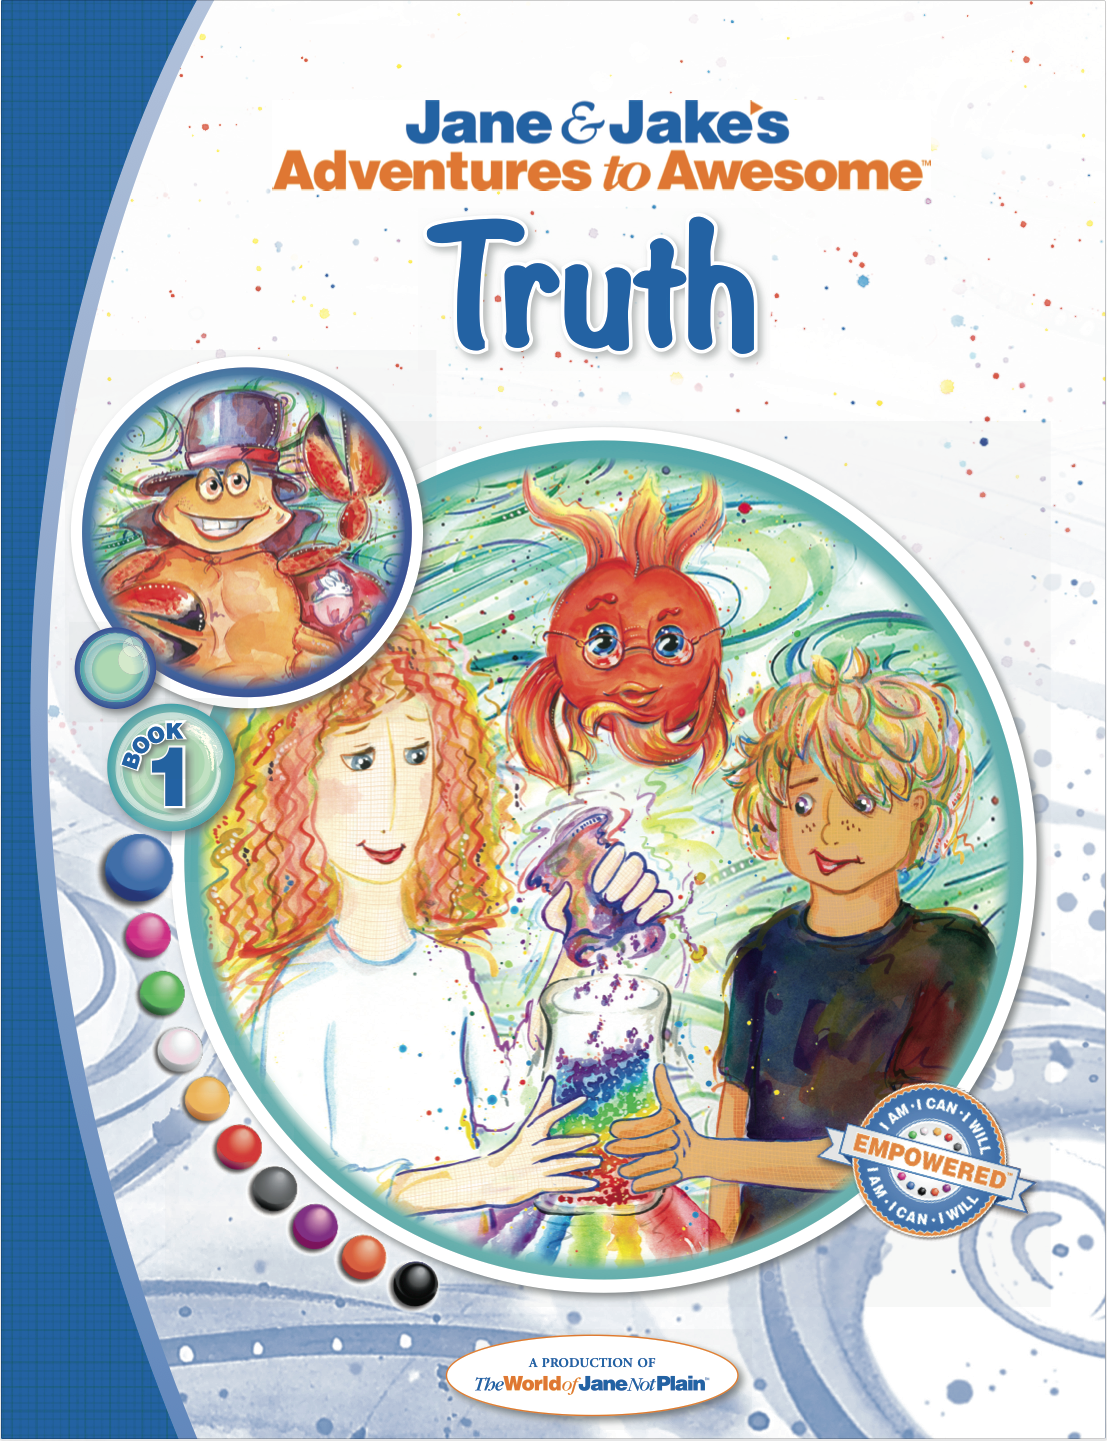 Jane & Jake's
Adventures to Awesome™
Truth
BOOK
1
I AM · I CAN · I WILL
EMPOWERED™
I AM · I CAN · I WILL
A PRODUCTION OF
The World of Jane Not Plain™